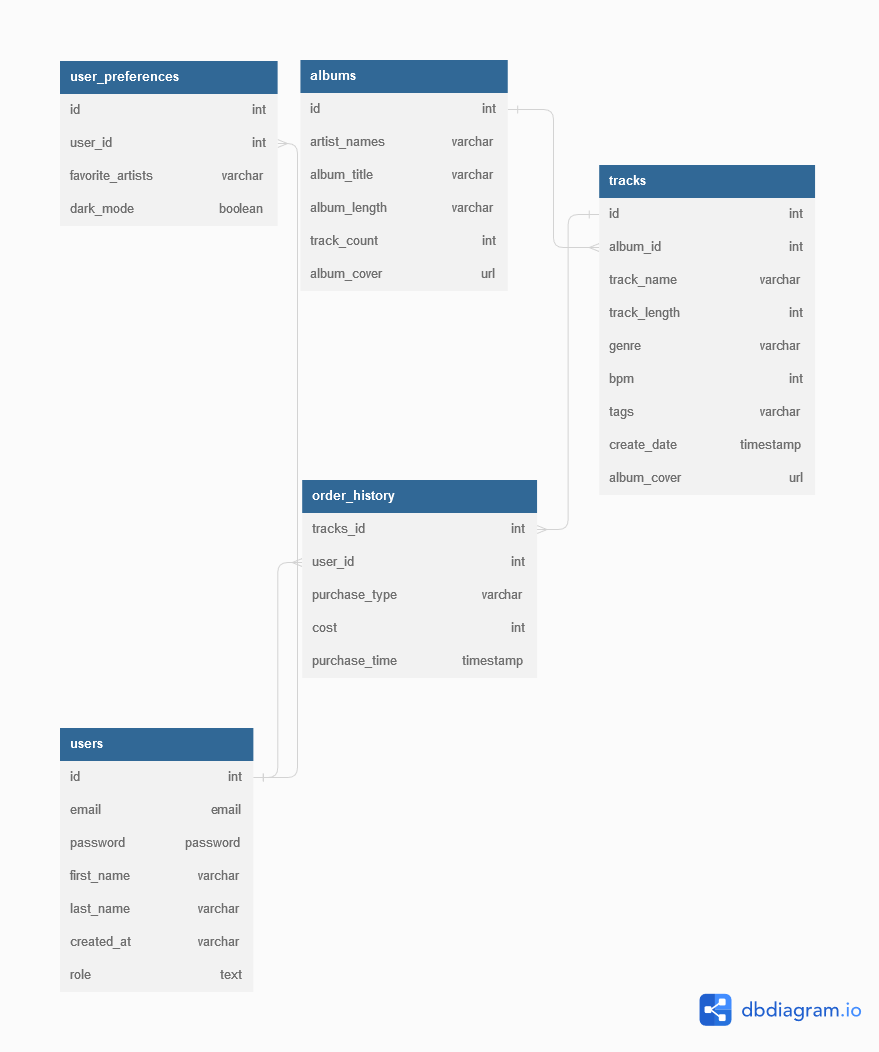 user_preferences
id int
user_id int
favorite_artists varchar
dark_mode boolean
albums
id int
artist_names varchar
album_title varchar
album_length varchar
track_count int
album_cover url
tracks
id int
album_id int
track_name varchar
track_length int
genre varchar
bpm int
tags varchar
create_date timestamp
album_cover url
order_history
tracks_id int
user_id int
purchase_type varchar
cost int
purchase_time timestamp
users
id int
email email
password password
first_name varchar
last_name varchar
created_at varchar
role text
dbdiagram.io